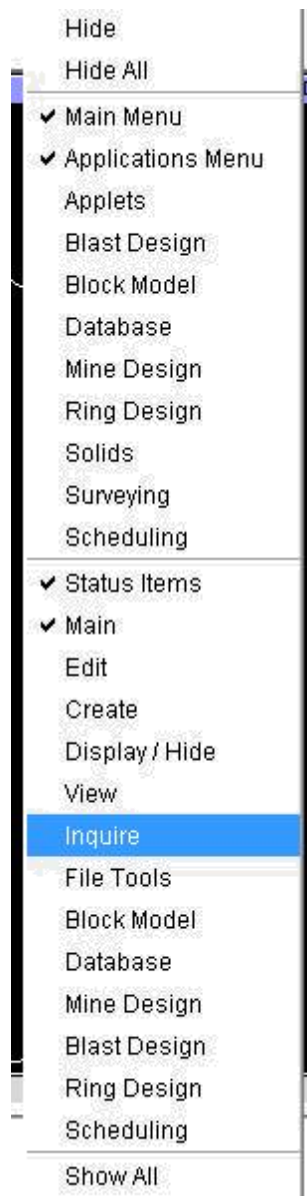 Hide
Hide All
Main Menu
Applications Menu
Applets
Blast Design
Block Model
Database
Mine Design
Ring Design
Solids
Surveying
Scheduling
Status Items
Main
Edit
Create
Display / Hide
View
Inquire
File Tools
Block Model
Database
Mine Design
Blast Design
Ring Design
Scheduling
Show All